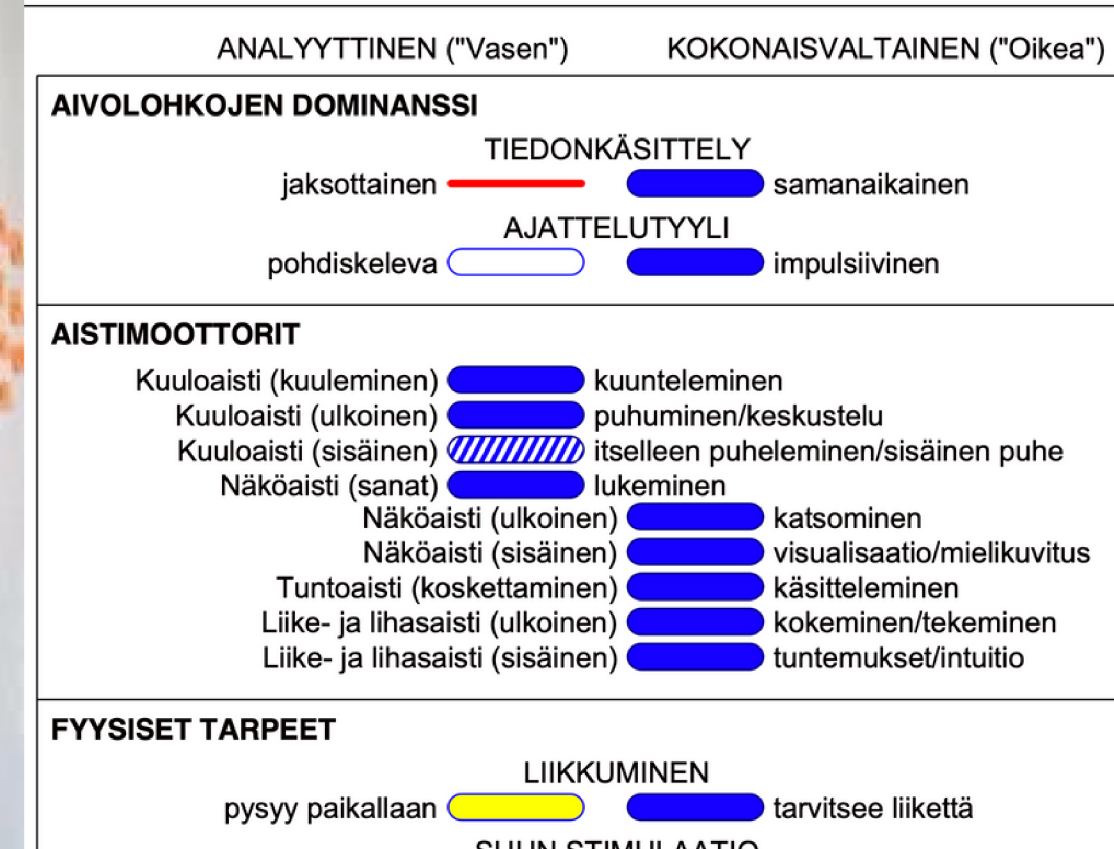 ANALYYTTINEN ("Vasen") KOKONAISVALTAINEN ("Oikea")
AIVOLOHKOJEN DOMINANSSI
TIEDONKÄSITTELY
jaksottainen samanaikainen
AJATTELUTYYLI
pohdiskeleva impulsiivinen
AISTIMOOTTORIT
Kuuloaisti (kuuleminen) kuunteleminen
Kuuloaisti (ulkoinen) puhuminen/keskustelu
Kuuloaisti (sisäinen) itselleen puheleminen/sisäinen puhe
Näköaisti (sanat) lukeminen
Näköaisti (ulkoinen) katsominen
Näköaisti (sisäinen) visualisaatio/mielikuvitus
Tuntoaisti (koskettaminen) käsitteleminen
Liike- ja lihasaisti (ulkoinen) kokeminen/tekeminen
Liike- ja lihasaisti (sisäinen) tuntemukset/intuitio
FYYSISET TARPEET
LIIKKUMINEN
pysyy paikallaan tarvitsee liikettä
SUUN STIMULAATIO